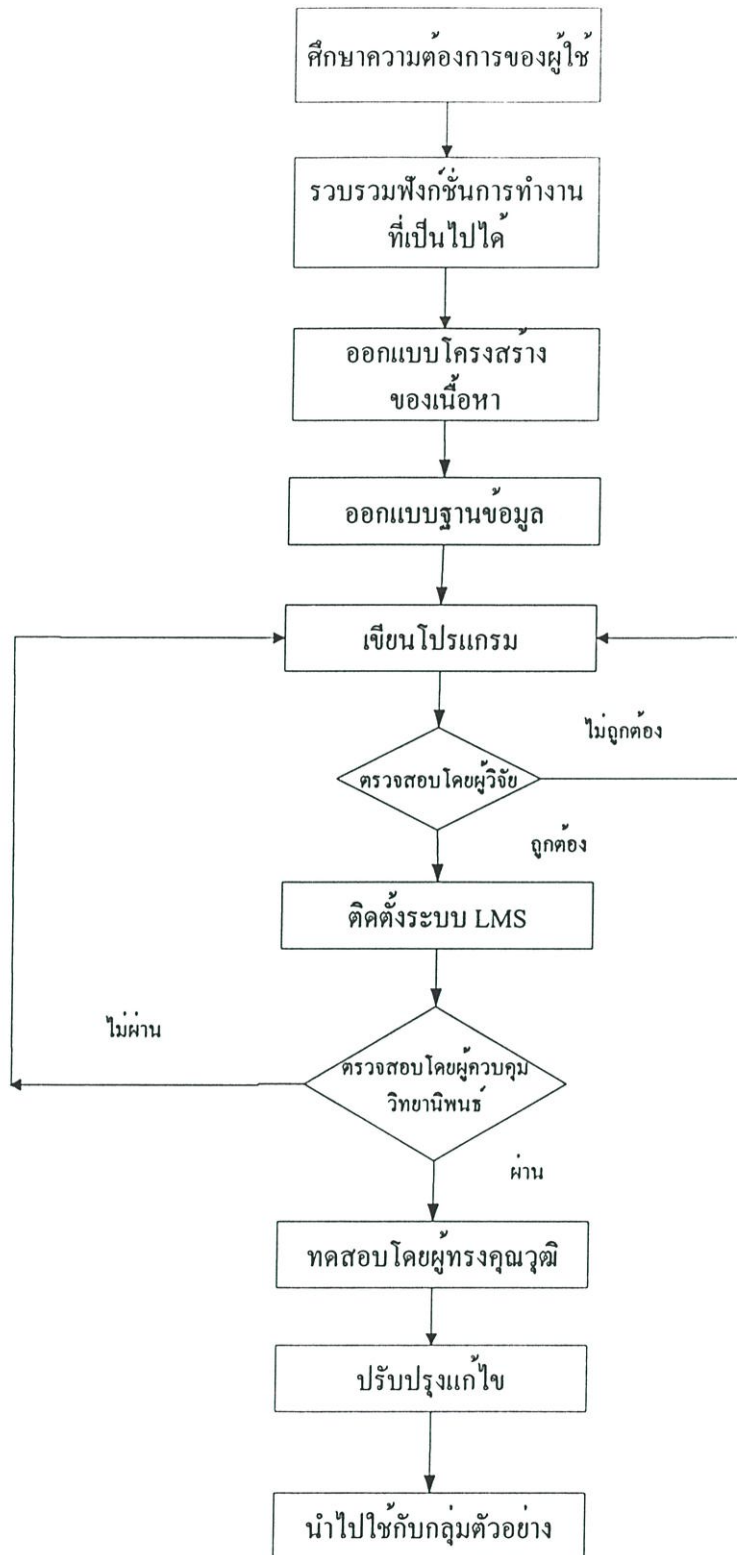 ศึกษาความต้องการของผู้ใช้
รวบรวมฟังก์ชั่นการทำงาน
ที่เป็นไปได้
ออกแบบโครงสร้าง
ของเนื้อหา
ออกแบบฐานข้อมูล
เขียนโปรแกรม
ไม่ถูกต้อง
ตรวจสอบโดยผู้วิจัย
ถูกต้อง
ติดตั้งระบบ LMS
ไม่ผ่าน
ตรวจสอบโดยผู้ควบคุม
วิทยานิพนธ์
ผ่าน
ทดสอบโดยผู้ทรงคุณวุฒิ
ปรับปรุงแก้ไข
นำไปใช้กับกลุ่มตัวอย่าง